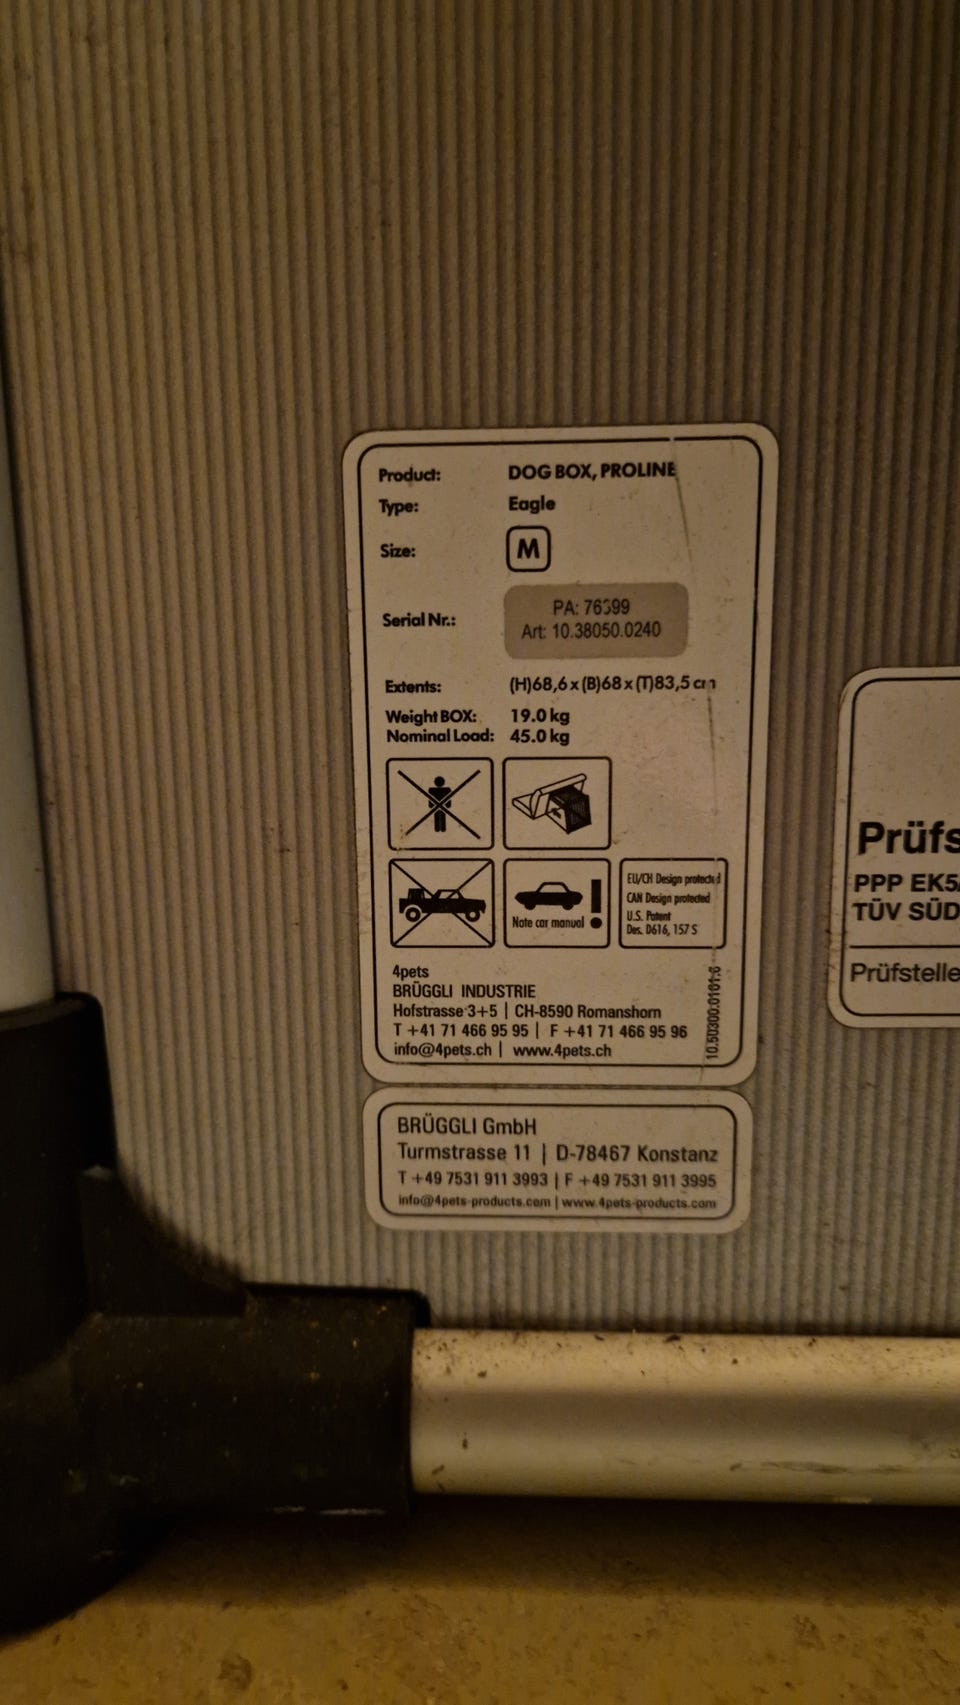 Product: DOG BOX, PROLINE
Type: Eagle
Size: M
Serial Nr.: PA: 76399
Art: 10.38050.0240
Extents: (H)68,6 x (B)68 x (T)83,5 cm
Weight BOX: 19.0 kg
Nominal Load: 45.0 kg
Note car manual
EU/CH Design protected
CAN Design protected
U.S. Patent
Des. D616, 157 S
4pets
BRÜGGLI INDUSTRIE
Hofstrasse 3+5 | CH-8590 Romanshorn
T +41 71 466 95 95 | F +41 71 466 95 96
info@4pets.ch | www.4pets.ch
10.50300.0101.6
BRÜGGLI GmbH
Turmstrasse 11 | D-78467 Konstanz
T +49 7531 911 3993 | F +49 7531 911 3995
info@4pets-products.com | www.4pets-products.com
Prüfs
PPP EK5
TÜV SÜD
Prüfstelle